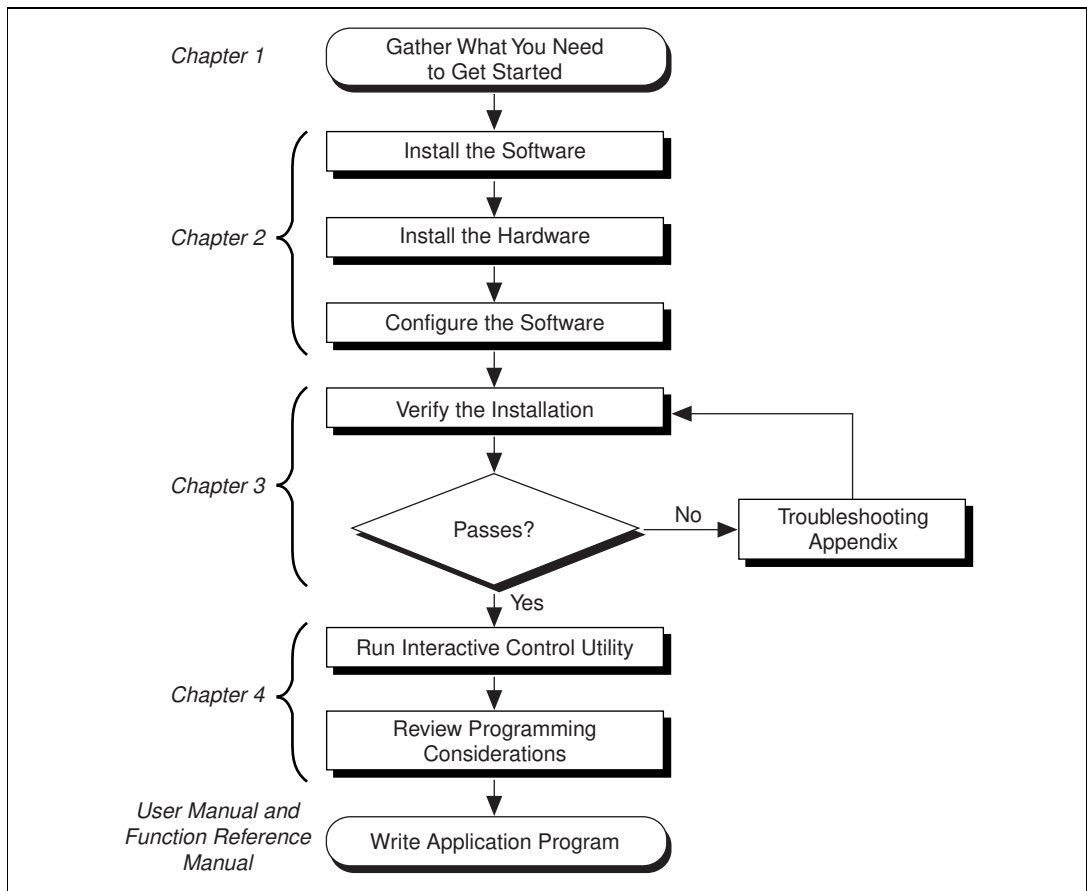 Chapter 1
Gather What You Need
to Get Started
Install the Software
Chapter 2
Install the Hardware
Configure the Software
Verify the Installation
Chapter 3
Passes?
No
Troubleshooting
Appendix
Yes
Run Interactive Control Utility
Chapter 4
Review Programming
Considerations
User Manual and
Function Reference
Manual
Write Application Program